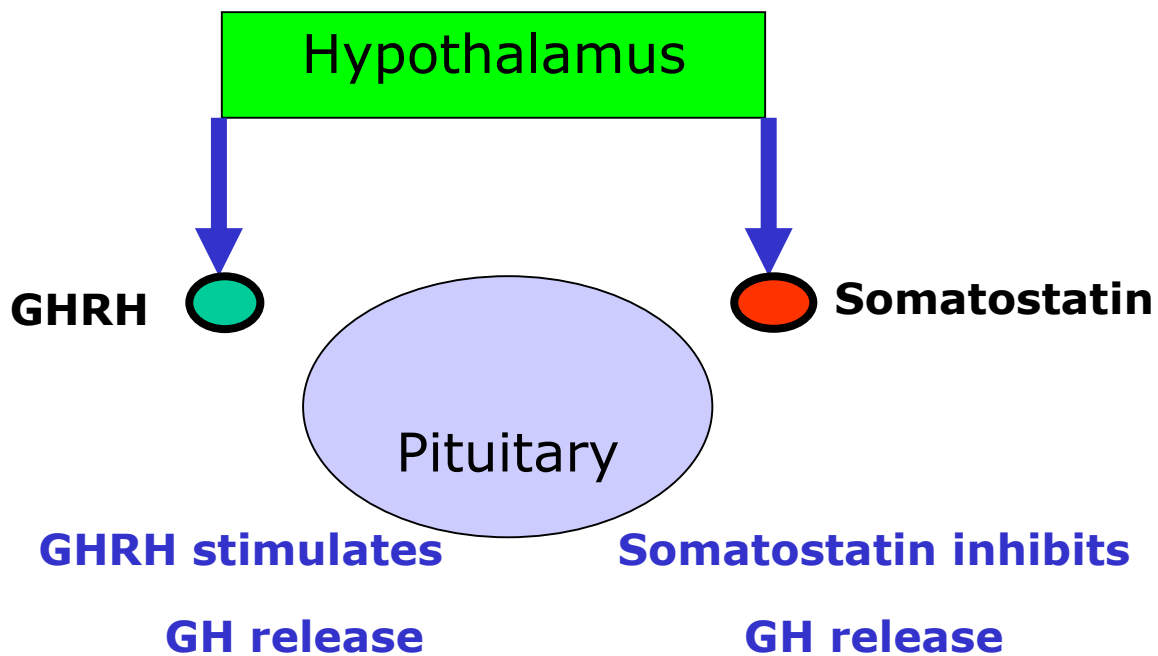 Hypothalamus
GHRH
Somatostatin
Pituitary
GHRH stimulates
GH release
Somatostatin inhibits
GH release